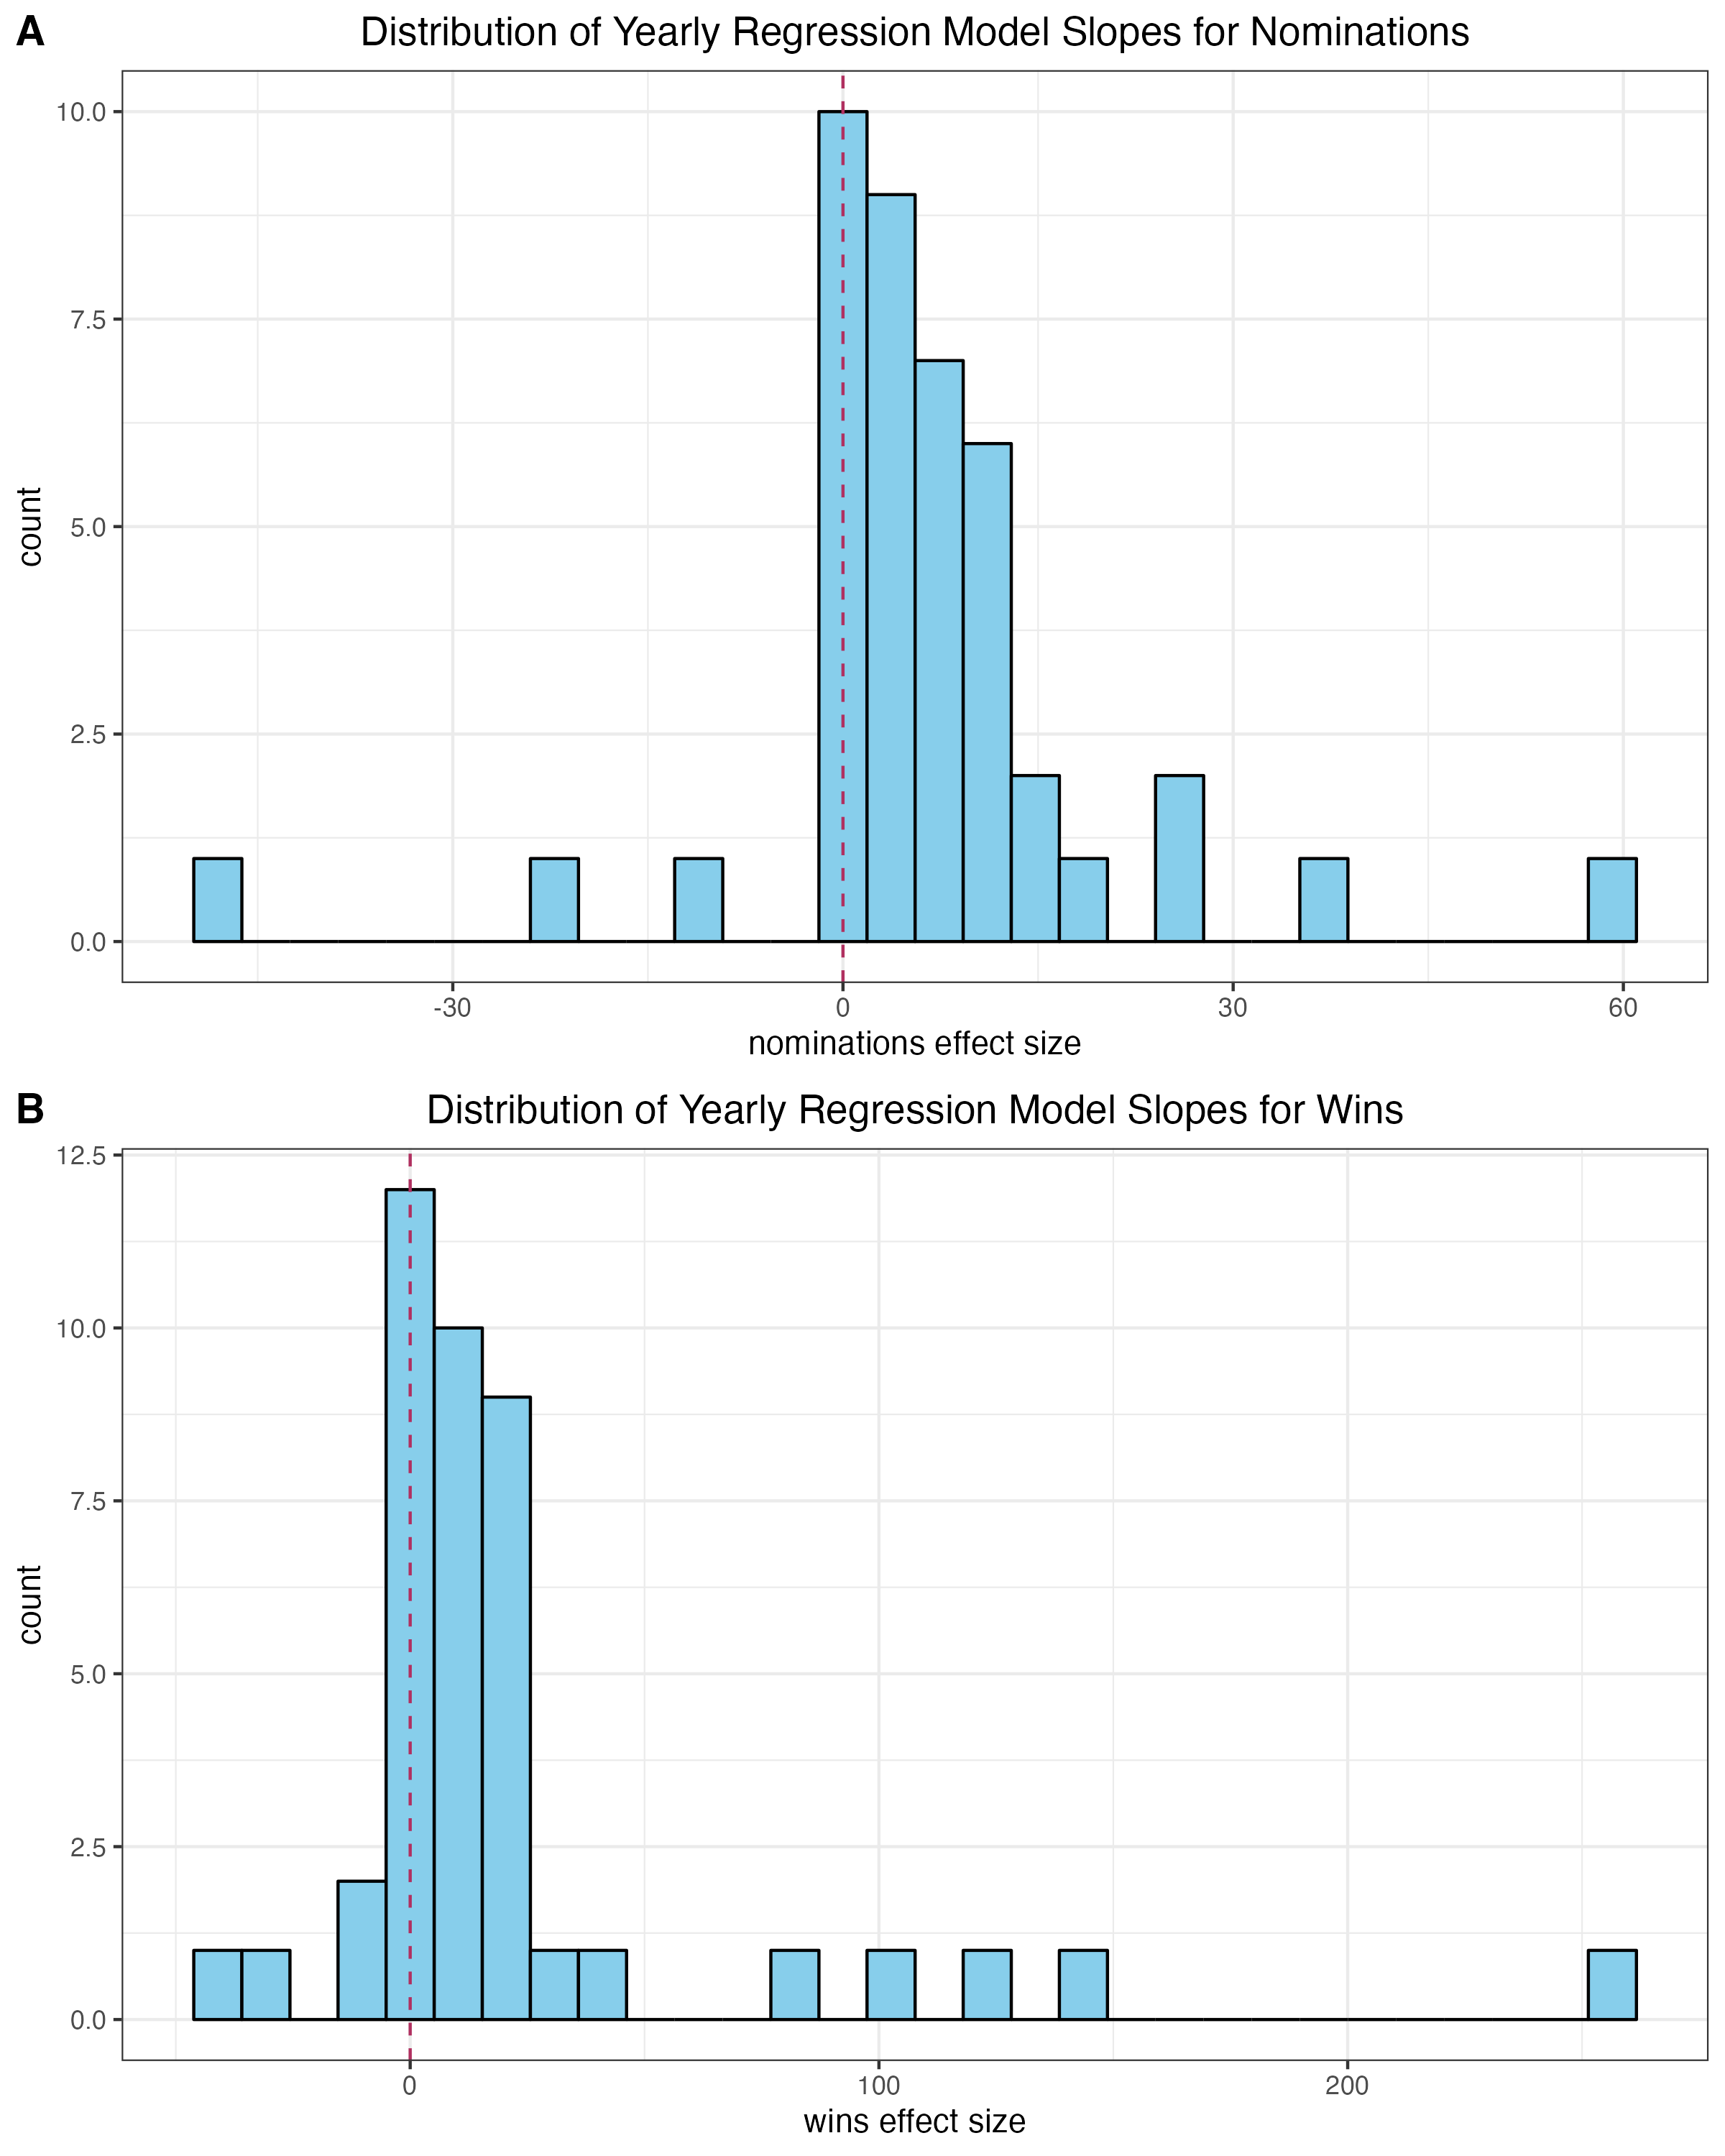 A
Distribution of Yearly Regression Model Slopes for Nominations
10.0
7.5
5.0
2.5
0.0
count
-30 0 30 60
nominations effect size
B
Distribution of Yearly Regression Model Slopes for Wins
12.5
10.0
7.5
5.0
2.5
0.0
count
0 100 200
wins effect size